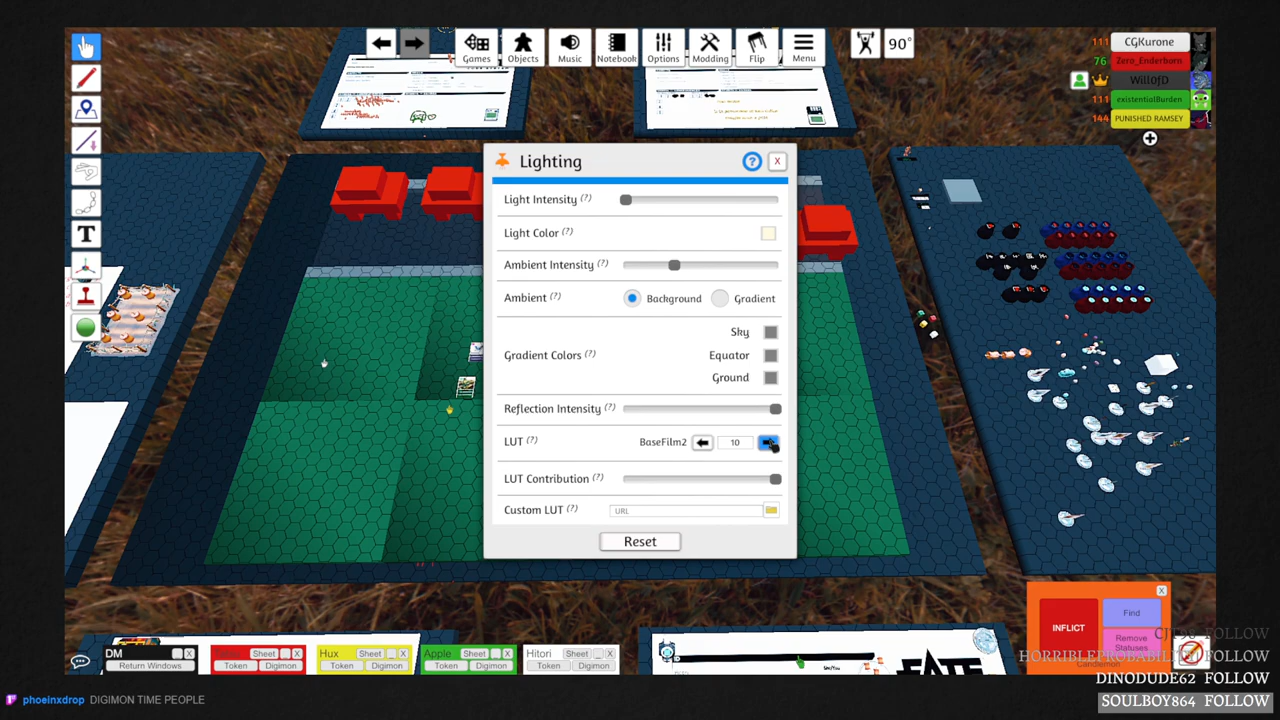 Games
Objects
Music
Notebook
Options
Modding
Flip
Menu
90°
111 CGKurone
76 Zero_Enderburn
WillofD
111 existentialBurden
144 PUNISHED RAMSEY
T
Lighting
?
X
Light Intensity (?)
Light Color (?)
Ambient Intensity (?)
Ambient (?) Background Gradient
Sky
Gradient Colors (?) Equator
Ground
Reflection Intensity (?)
LUT (?) BaseFilm2 10
LUT Contribution (?)
Custom LUT (?) URL
Reset
X
INFLICT
Find
Remove
Statuses
DM _ X
Return Windows
Sheet _ X
Token Digimon
Hux Sheet _ X
Token Digimon
Apple Sheet _ X
Token Digimon
Hitori Sheet _ X
Token Digimon
FATE
CJT98 FOLLOW
HORRIBLEPROBABILITY FOLLOW
DINODUDE62 FOLLOW
SOULBOY864 FOLLOW
phoeinxdrop DIGIMON TIME PEOPLE